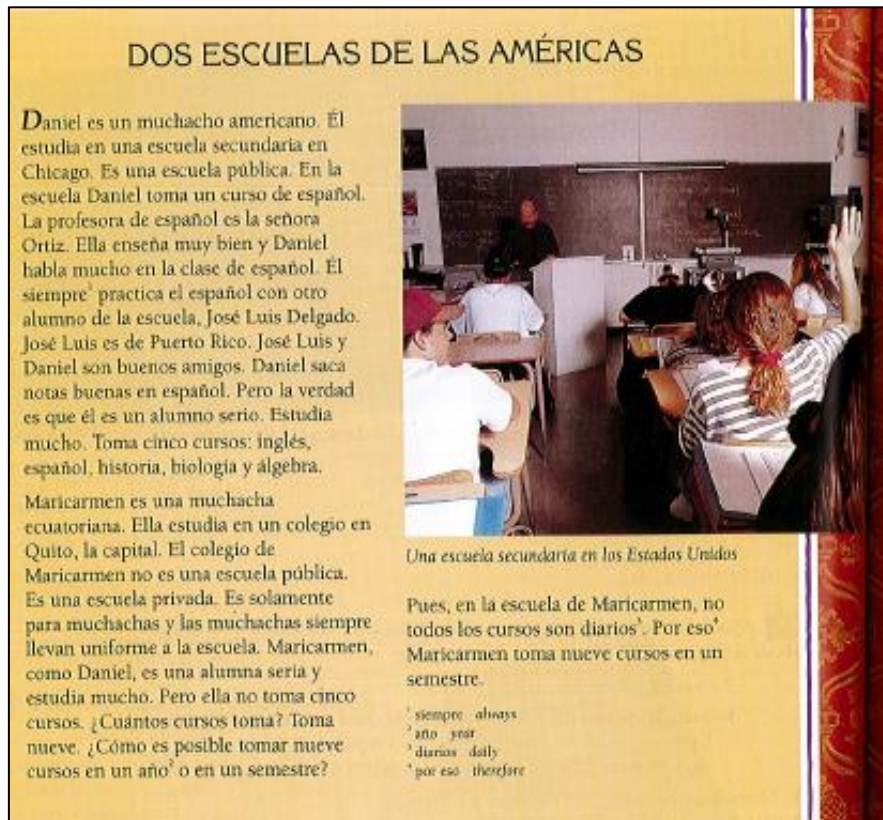 DOS ESCUELAS DE LAS AMÉRICAS
Daniel es un muchacho americano. Él
estudia en una escuela secundaria en
Chicago. Es una escuela pública. En la
escuela Daniel toma un curso de español.
La profesora de español es la señora
Ortiz. Ella enseña muy bien y Daniel
habla mucho en la clase de español. Él
siempre¹ practica el español con otro
alumno de la escuela, José Luis Delgado.
José Luis es de Puerto Rico. José Luis y
Daniel son buenos amigos. Daniel saca
notas buenas en español. Pero la verdad
es que él es un alumno serio. Estudia
mucho. Toma cinco cursos: inglés,
español, historia, biología y álgebra.
Maricarmen es una muchacha
ecuatoriana. Ella estudia en un colegio en
Quito, la capital. El colegio de
Maricarmen no es una escuela pública.
Es una escuela privada. Es solamente
para muchachas y las muchachas siempre
llevan uniforme a la escuela. Maricarmen,
como Daniel, es una alumna seria y
estudia mucho. Pero ella no toma cinco
cursos. ¿Cuántos cursos toma? Toma
nueve. ¿Cómo es posible tomar nueve
cursos en un año² o en un semestre?
Una escuela secundaria en los Estados Unidos
Pues, en la escuela de Maricarmen, no
todos los cursos son diarios³. Por eso⁴
Maricarmen toma nueve cursos en un
semestre.
¹ siempre always
² año year
³ diarios daily
⁴ por eso therefore